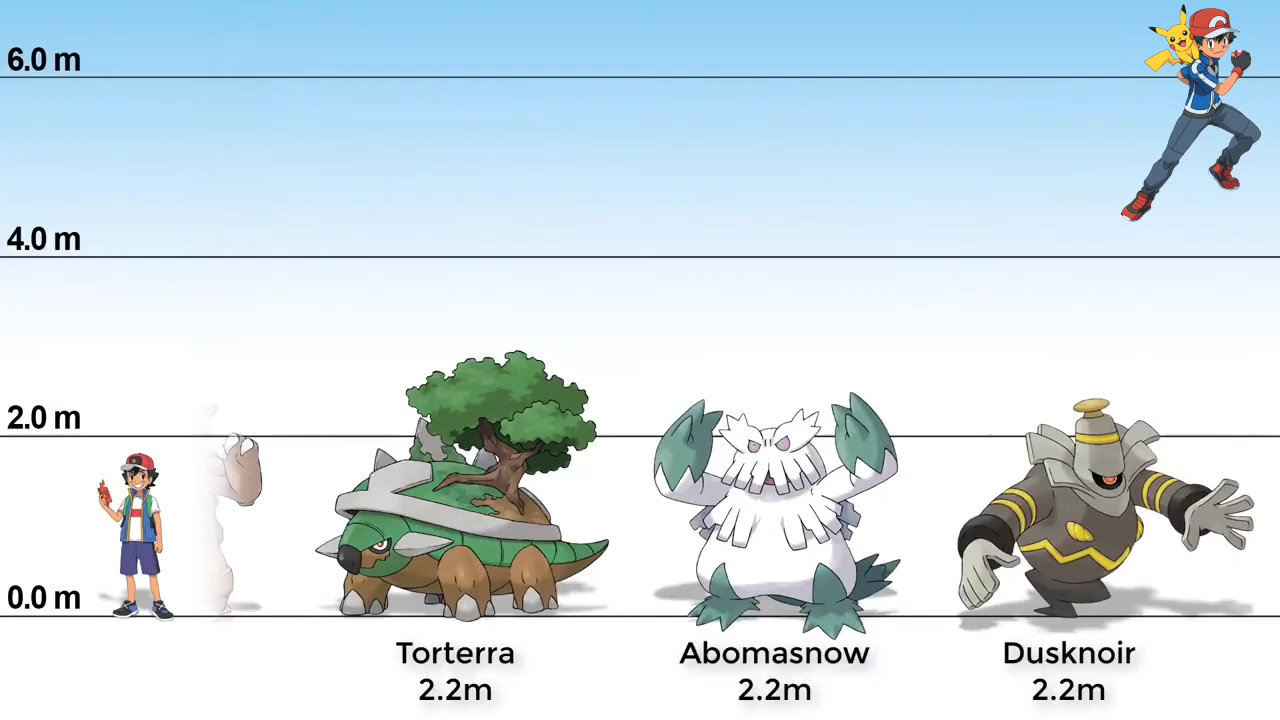 6.0 m
4.0 m
2.0 m
0.0 m
Torterra
2.2m
Abomasnow
2.2m
Dusknoir
2.2m